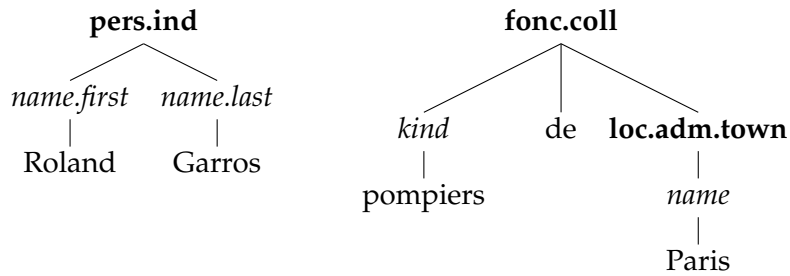 pers.ind fonc.coll
name.first name.last kind de loc.adm.town
Roland Garros pompiers name
Paris